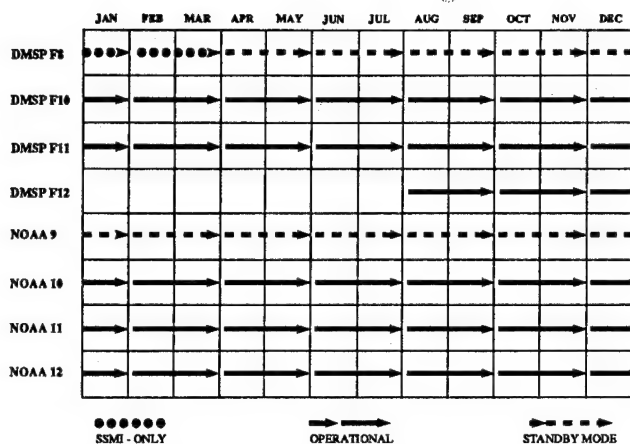 JAN FEB MAR APR MAY JUN JUL AUG SEP OCT NOV DEC
DMSP F8
DMSP F10
DMSP F11
DMSP F12
NOAA 9
NOAA 10
NOAA 11
NOAA 12
SSMI - ONLY OPERATIONAL STANDBY MODE